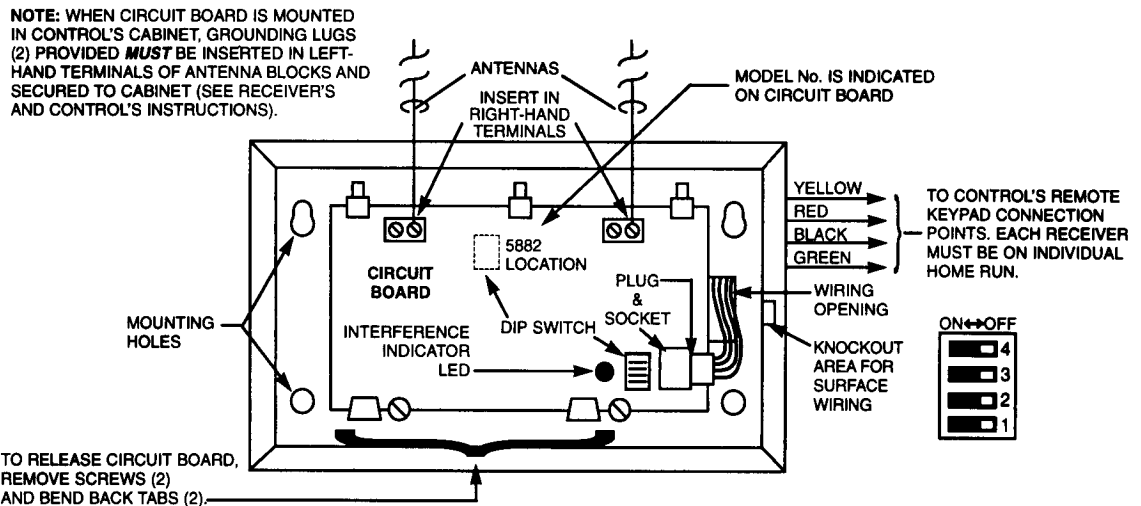 NOTE: WHEN CIRCUIT BOARD IS MOUNTED
IN CONTROL'S CABINET, GROUNDING LUGS
(2) PROVIDED MUST BE INSERTED IN LEFT-
HAND TERMINALS OF ANTENNA BLOCKS AND
SECURED TO CABINET (SEE RECEIVER'S
AND CONTROL'S INSTRUCTIONS).
ANTENNAS
INSERT IN
RIGHT-HAND
TERMINALS
MODEL No. IS INDICATED
ON CIRCUIT BOARD
YELLOW
RED
BLACK
GREEN
TO CONTROL'S REMOTE
KEYPAD CONNECTION
POINTS. EACH RECEIVER
MUST BE ON INDIVIDUAL
HOME RUN.
5882
LOCATION
CIRCUIT
BOARD
PLUG
&
SOCKET
DIP SWITCH
WIRING
OPENING
MOUNTING
HOLES
INTERFERENCE
INDICATOR
LED
KNOCKOUT
AREA FOR
SURFACE
WIRING
ON↔OFF
4
3
2
1
TO RELEASE CIRCUIT BOARD,
REMOVE SCREWS (2)
AND BEND BACK TABS (2).